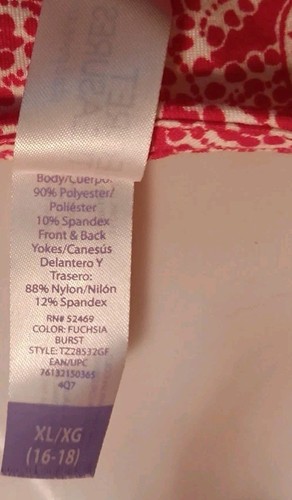 Body/Cuerpo:
90% Polyester/
Poliéster
10% Spandex
Front & Back
Yokes/Canesús
Delantero Y
Trasero:
88% Nylon/Nilón
12% Spandex
RN# 52469
COLOR: FUCHSIA
BURST
STYLE: TZ28532GF
EAN/UPC
76132150365
4Q7
XL/XG
(16-18)